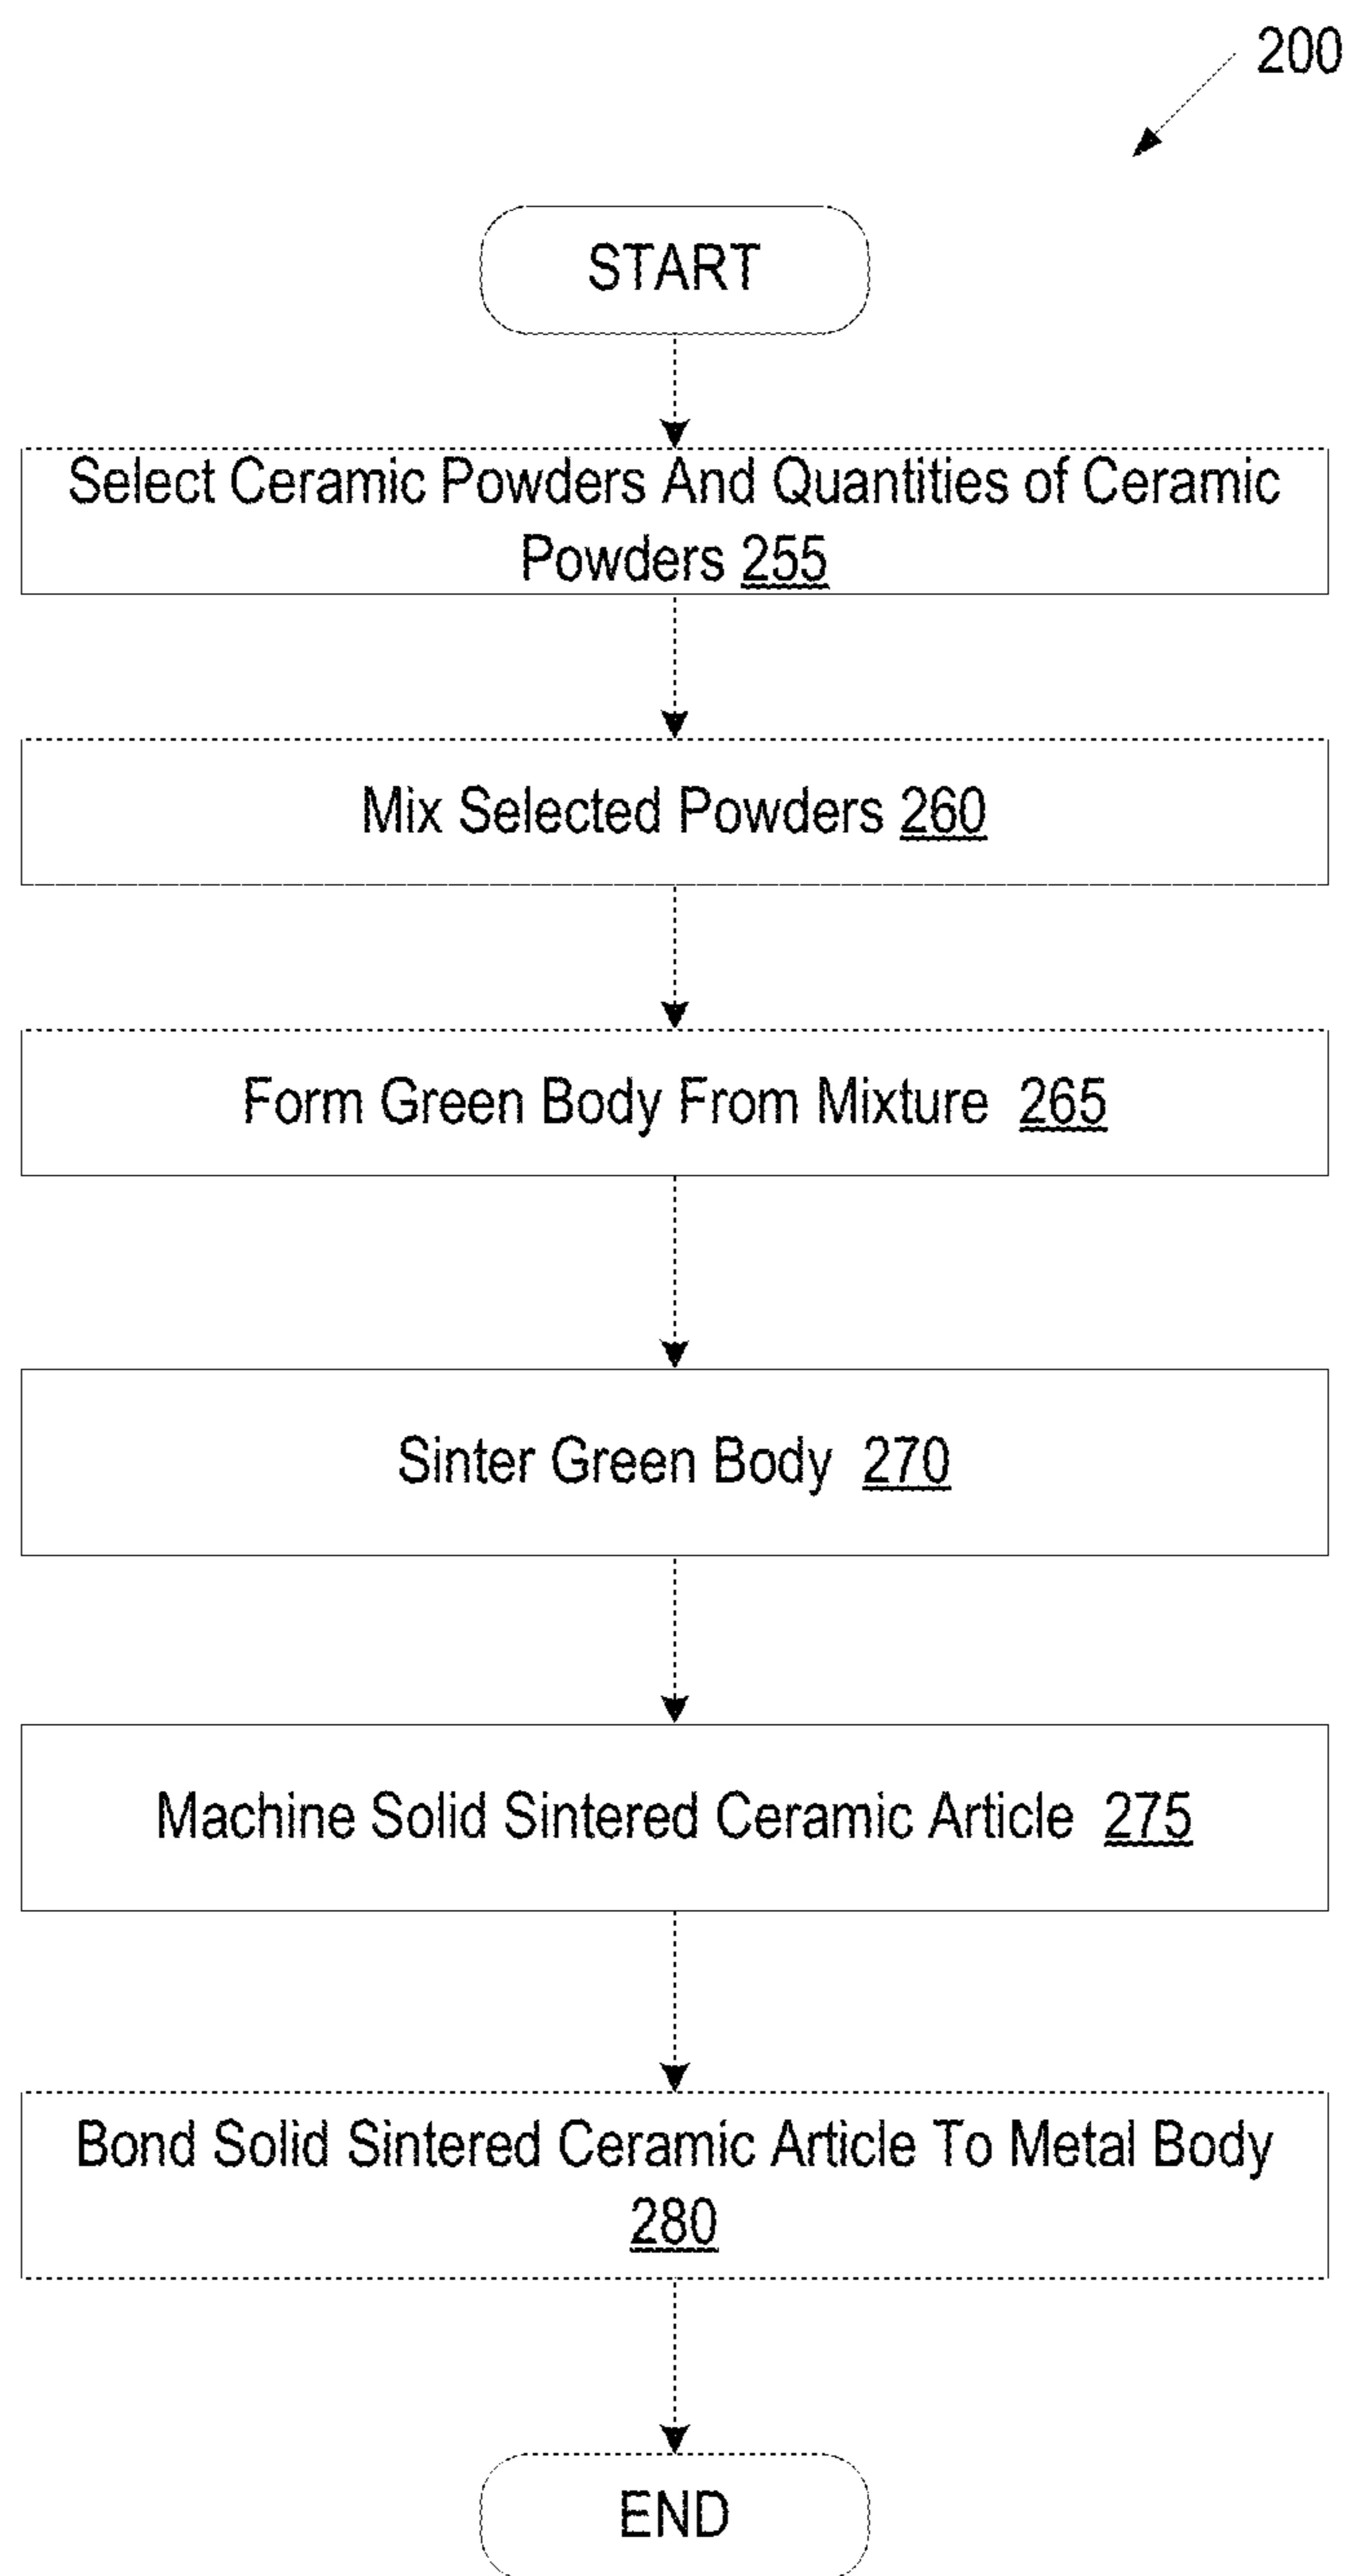 200
START
Select Ceramic Powders And Quantities of Ceramic
Powders 255
Mix Selected Powders 260
Form Green Body From Mixture 265
Sinter Green Body 270
Machine Solid Sintered Ceramic Article 275
Bond Solid Sintered Ceramic Article To Metal Body
280
END